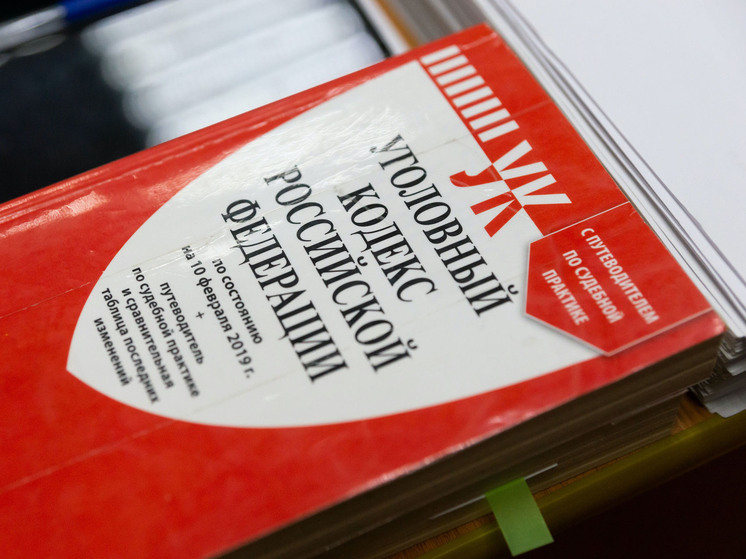 УК
УГОЛОВНЫЙ
КОДЕКС
РОССИЙСКОЙ
ФЕДЕРАЦИИ
по состоянию
на 10 февраля 2019 г.
+
путеводитель
по судебной практике
и сравнительная
таблица последних
изменений
С ПУТЕВОДИТЕЛЕМ
ПО СУДЕБНОЙ
ПРАКТИКЕ